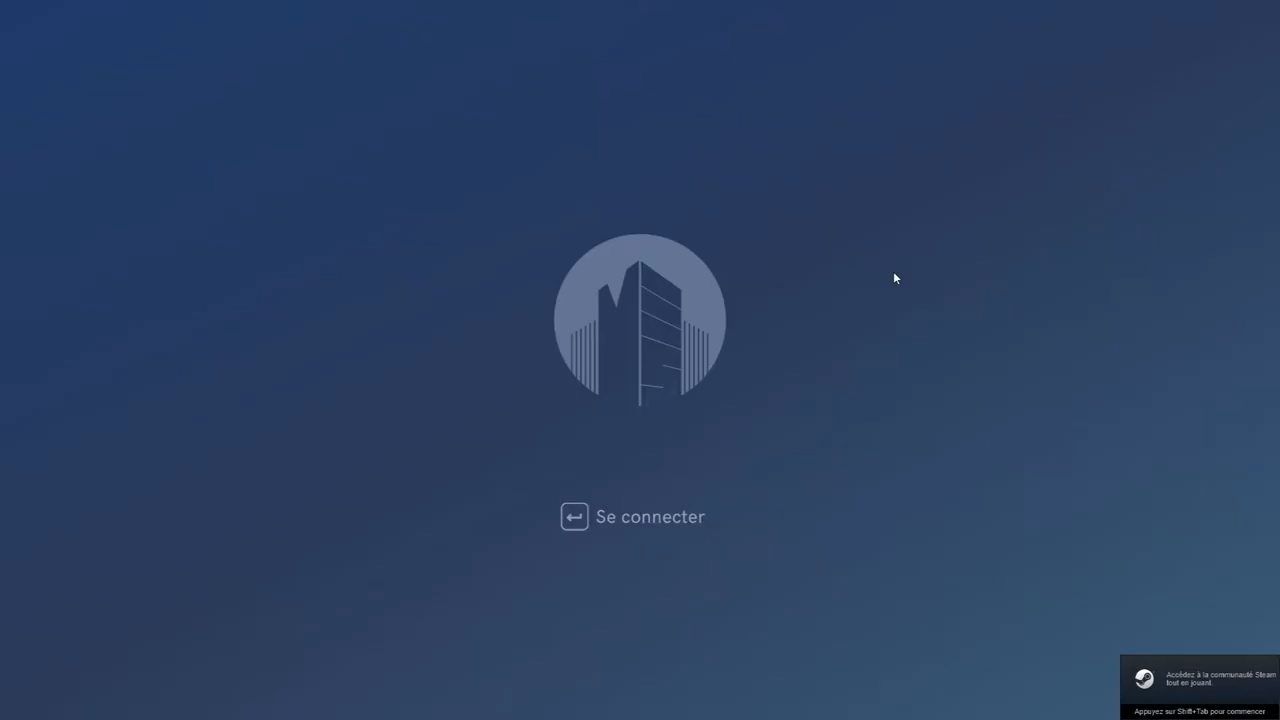 Se connecter
Accédez à la communauté Steam
tout en jouant.
Appuyez sur Shift+Tab pour commencer